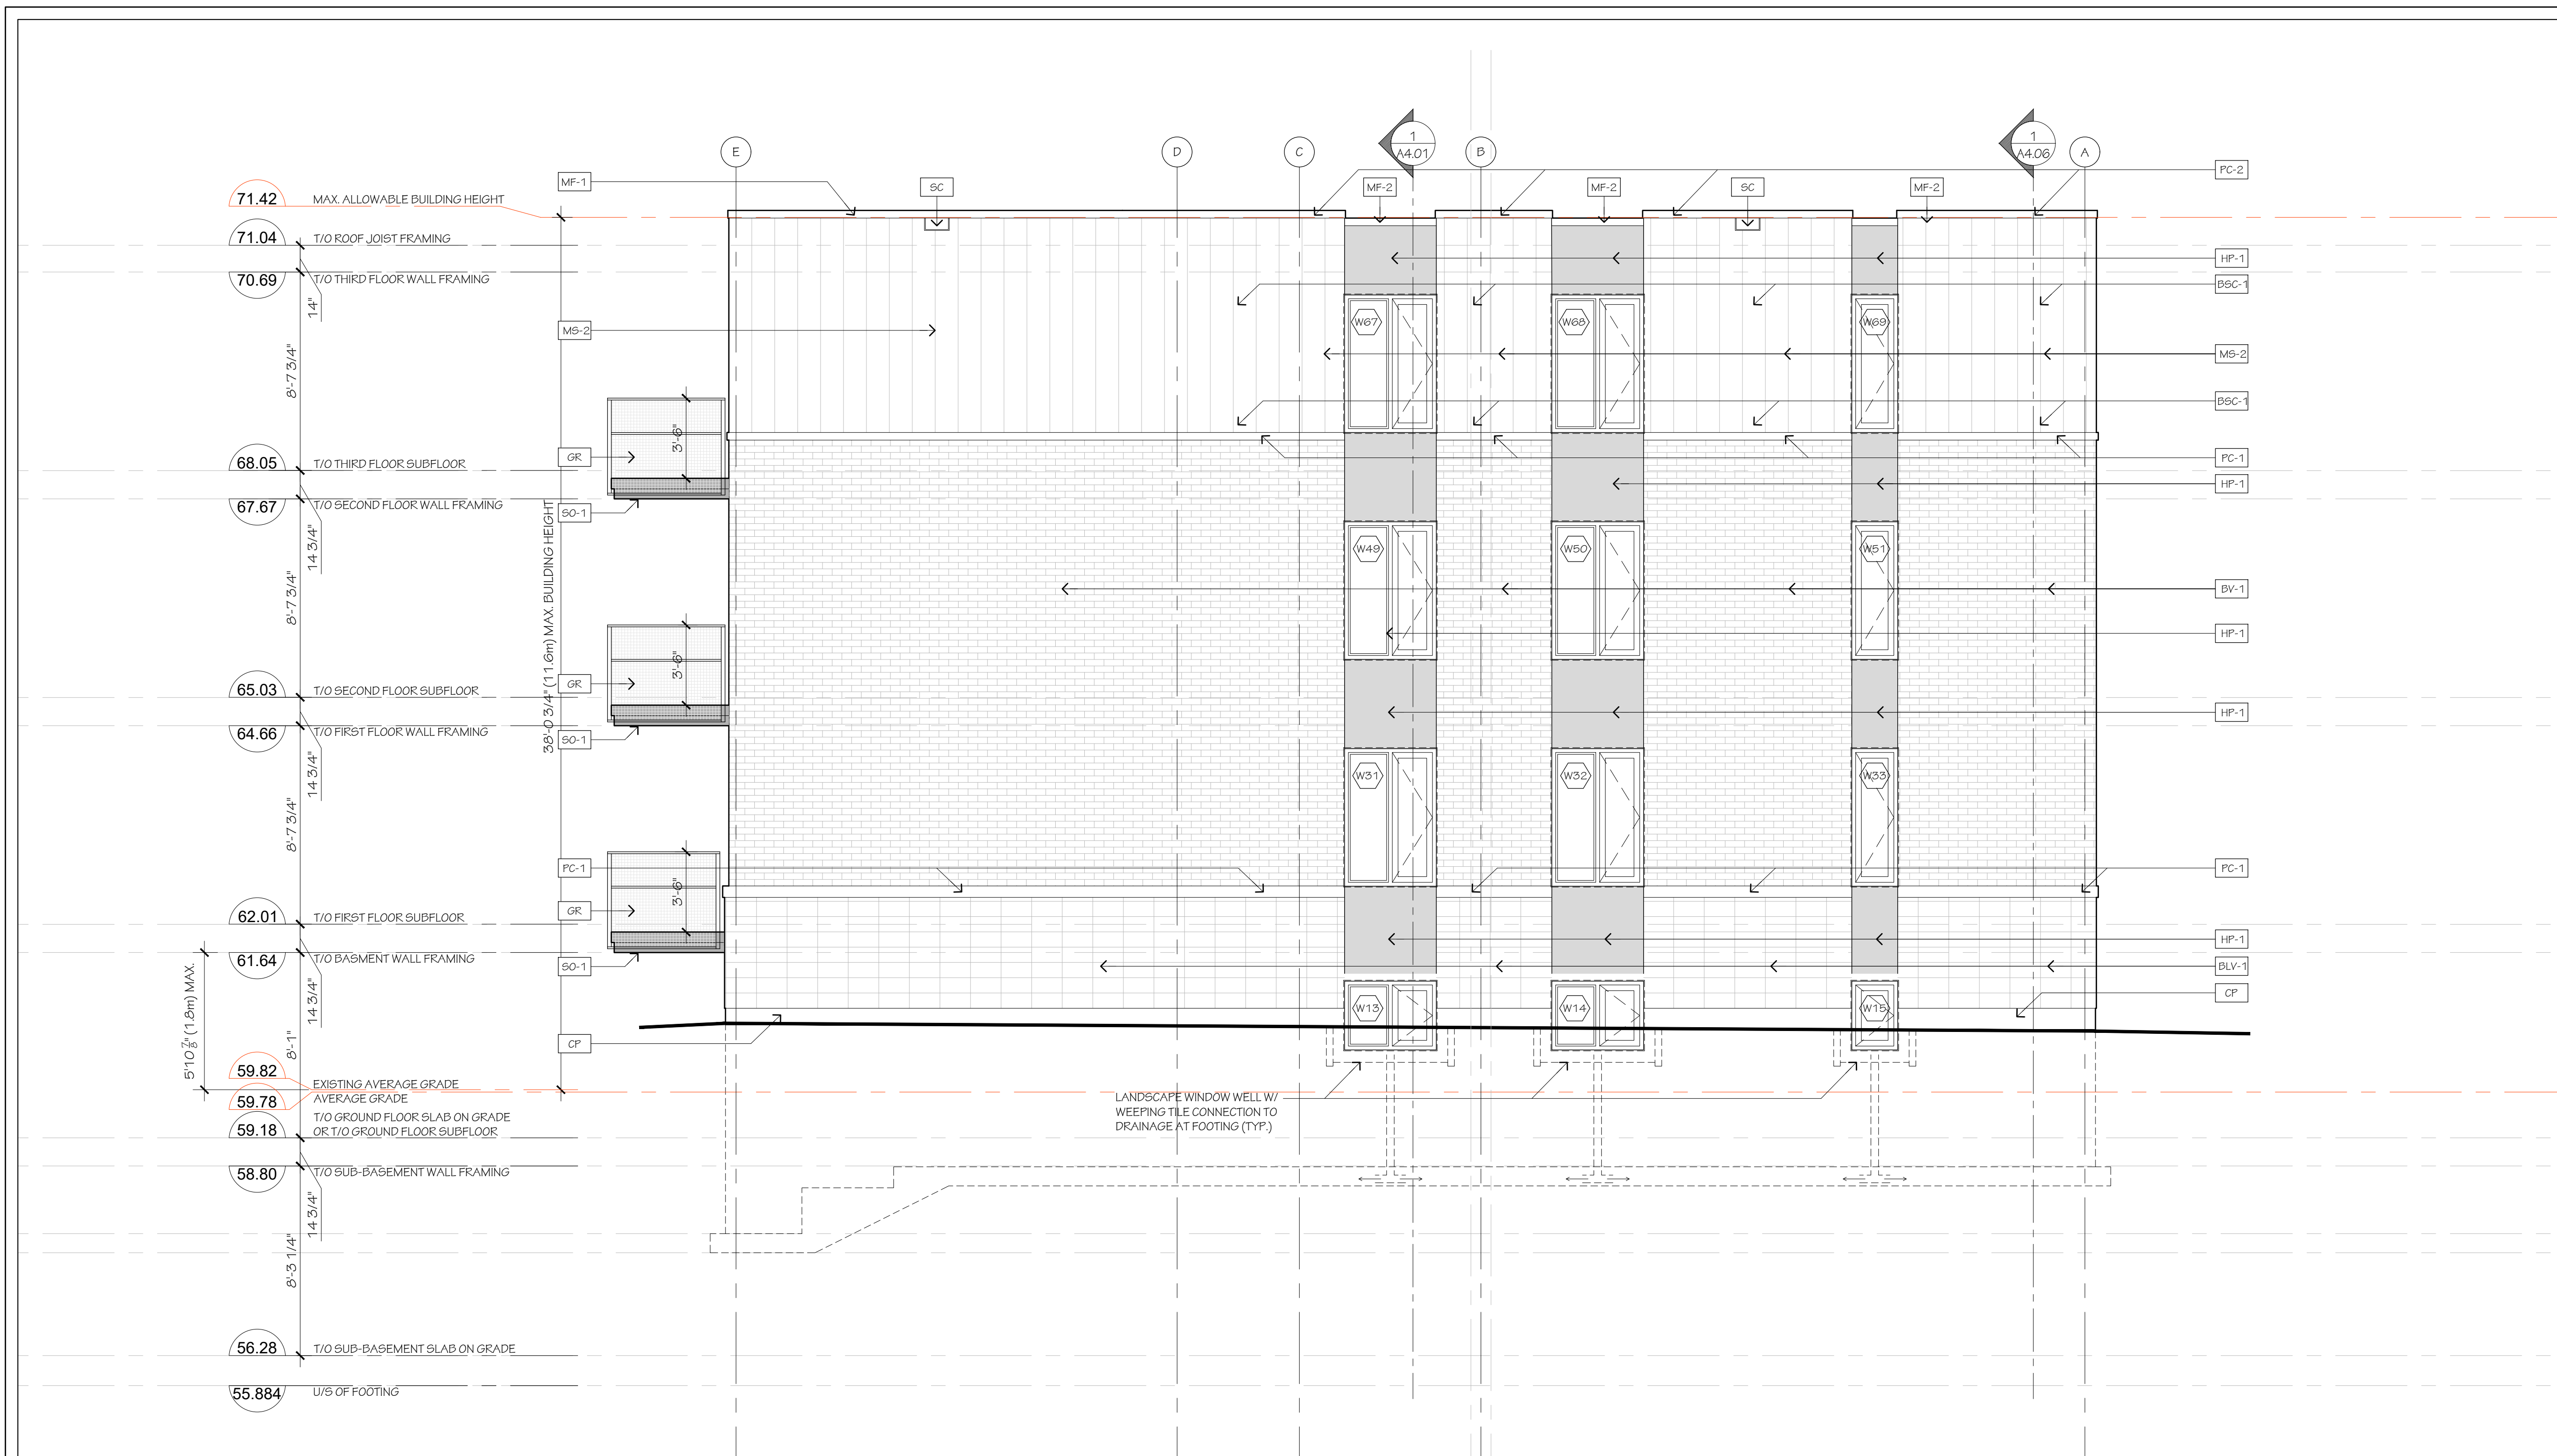 E
D
C
1
A4.01
B
1
A4.06
A
MF-1
SC
MF-2
MF-2
SC
MF-2
PC-2
71.42
MAX. ALLOWABLE BUILDING HEIGHT
71.04
T/O ROOF JOIST FRAMING
70.69
T/O THIRD FLOOR WALL FRAMING
14"
8'-7 3/4"
68.05
T/O THIRD FLOOR SUBFLOOR
67.67
T/O SECOND FLOOR WALL FRAMING
14 3/4"
8'-7 3/4"
65.03
T/O SECOND FLOOR SUBFLOOR
64.66
T/O FIRST FLOOR WALL FRAMING
14 3/4"
8'-7 3/4"
62.01
T/O FIRST FLOOR SUBFLOOR
61.64
T/O BASMENT WALL FRAMING
14 3/4"
8'-1"
5'10 7/8" (1.8m) MAX.
59.82
EXISTING AVERAGE GRADE
59.78
AVERAGE GRADE
59.18
T/O GROUND FLOOR SLAB ON GRADE
OR T/O GROUND FLOOR SUBFLOOR
58.80
T/O SUB-BASEMENT WALL FRAMING
14 3/4"
8'-3 1/4"
56.28
T/O SUB-BASEMENT SLAB ON GRADE
55.884
U/S OF FOOTING
38'-0 3/4" (11.6m) MAX. BUILDING HEIGHT
MS-2
GR
3'-6"
SO-1
GR
3'-6"
SO-1
PC-1
GR
3'-6"
SO-1
CP
W67
W68
W69
W49
W50
W51
W31
W32
W33
W13
W14
W15
HP-1
BSC-1
MS-2
BSC-1
PC-1
HP-1
BV-1
HP-1
HP-1
PC-1
HP-1
BLV-1
CP
LANDSCAPE WINDOW WELL W/
WEEPING TILE CONNECTION TO
DRAINAGE AT FOOTING (TYP.)